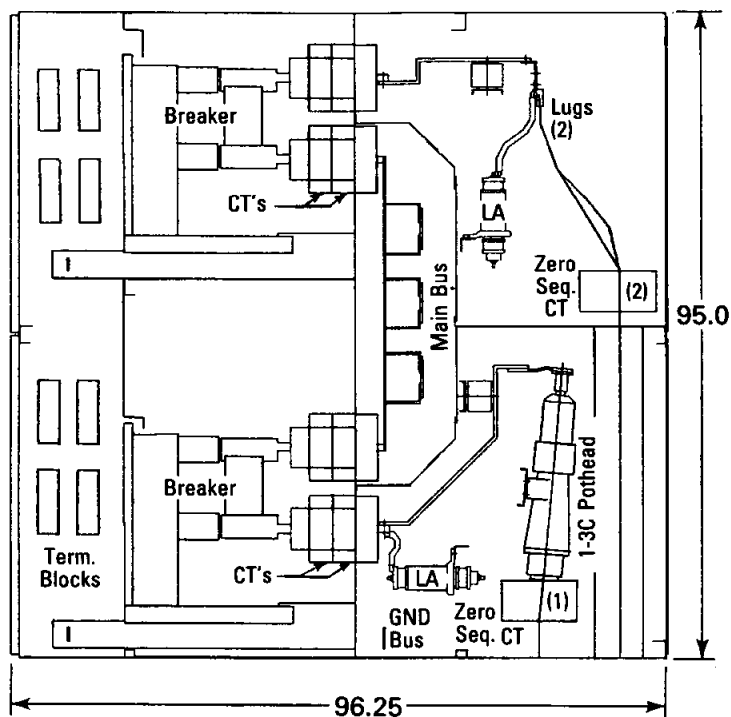 Breaker
Lugs
(2)
CT's
LA
Zero
Seq.
CT
(2)
Main Bus
95.0
Breaker
1-3C Pothead
Term.
Blocks
CT's
LA
(1)
GND
Bus
Zero
Seq. CT
96.25